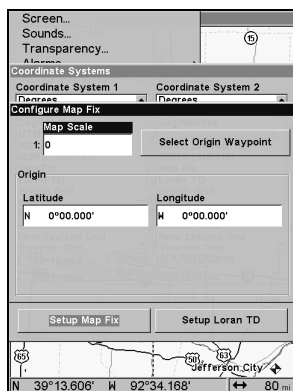 Screen...
Sounds...
Transparency...
Alarms
15
Coordinate Systems
Coordinate System 1 Coordinate System 2
Degrees Degrees
Configure Map Fix
Map Scale
1: 0
Select Origin Waypoint
Origin
Latitude Longitude
N 0°00.000' W 0°00.000'
Setup Map Fix Setup Loran TD
65
50 63
Jefferson City
N 39°13.606' W 92°34.168' ↔ 80 mi